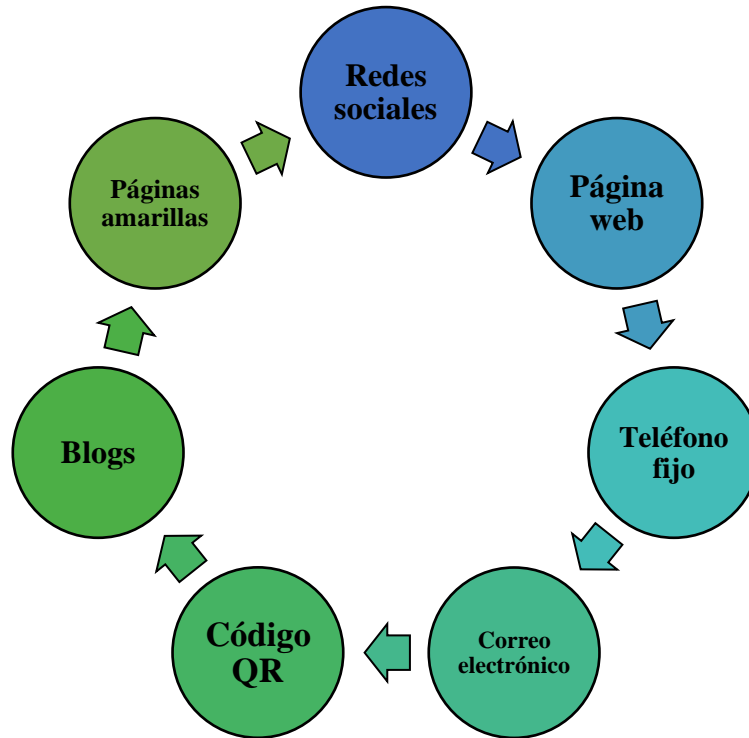 Redes
sociales
Página
web
Teléfono
fijo
Correo
electrónico
Código
QR
Blogs
Páginas
amarillas